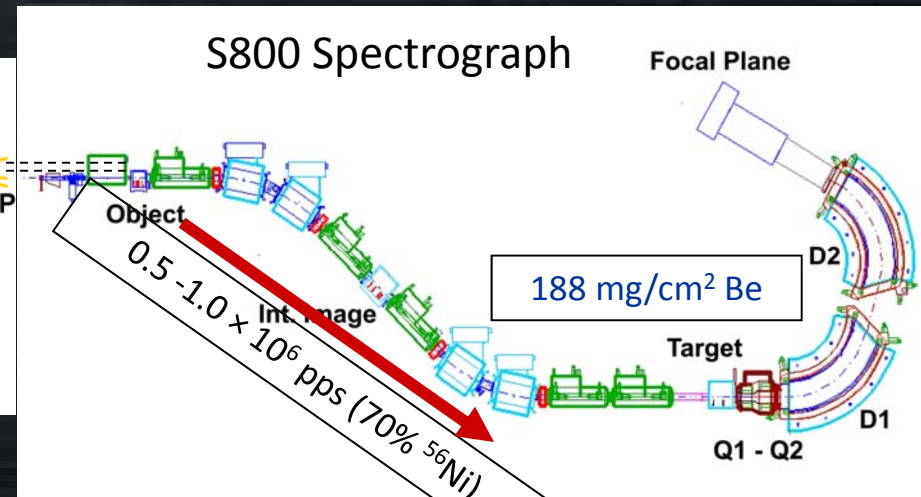 S800 Spectrograph
Focal Plane
P
Object
0.5 -1.0 × 10⁶ pps (70% ⁵⁶Ni)
Int. Image
188 mg/cm² Be
D2
Target
D1
Q1 - Q2